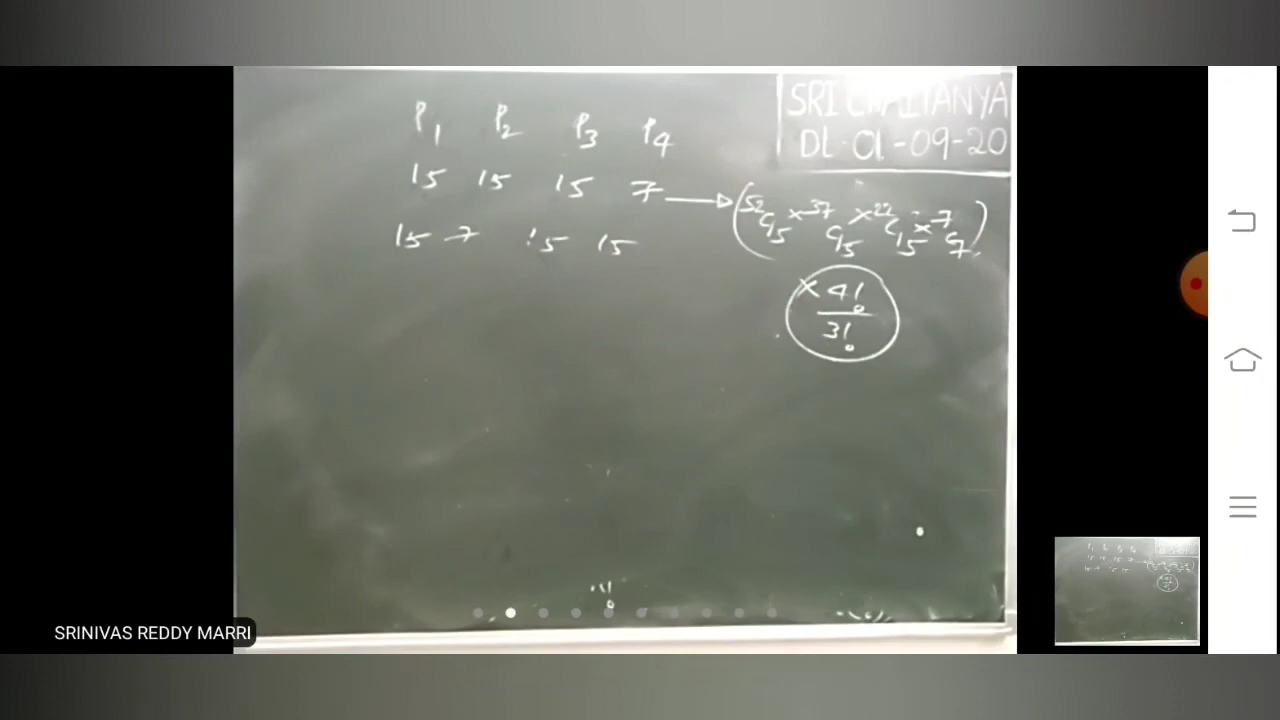 SRI CHAITANYA
DL-01-09-20
P1 P2 P3 P4
15 15 15 7 → (⁵²C₁₅ × ³⁷C₁₅ × ²²C₁₅ × ⁷C₇)
15 7 15 15
× 4!
3!
SRINIVAS REDDY MARRI